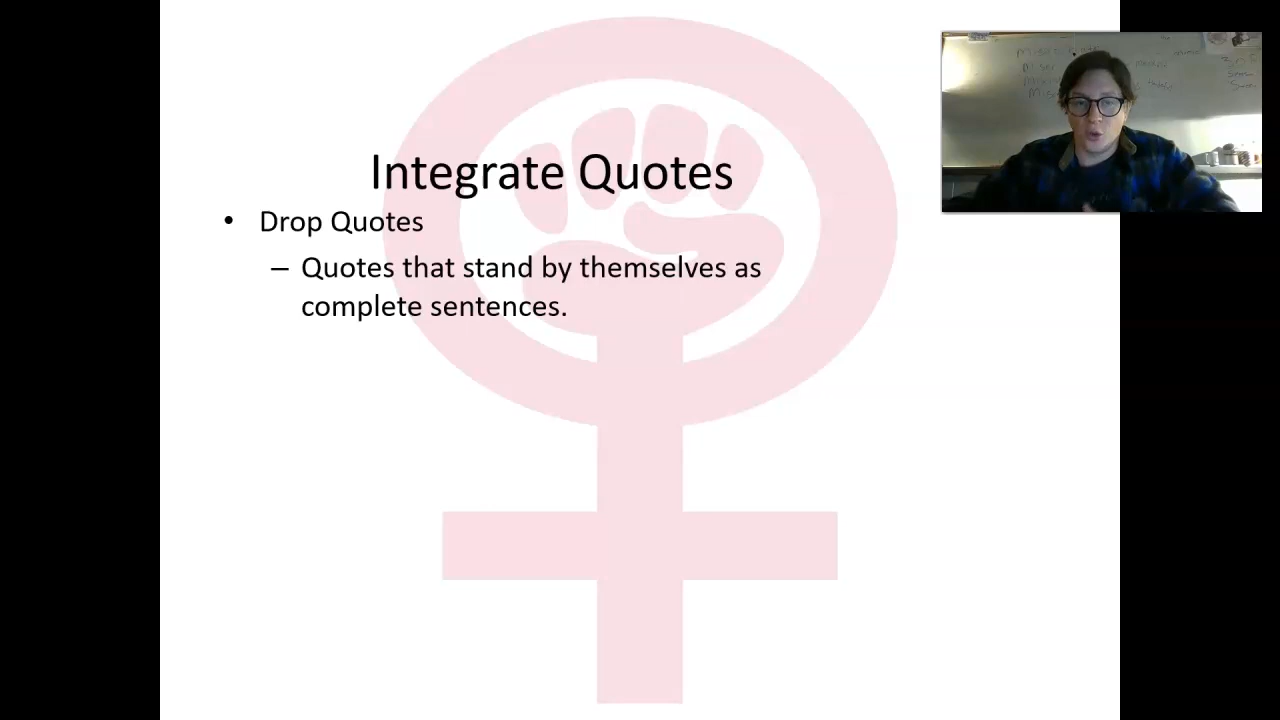 Integrate Quotes
• Drop Quotes
– Quotes that stand by themselves as
complete sentences.